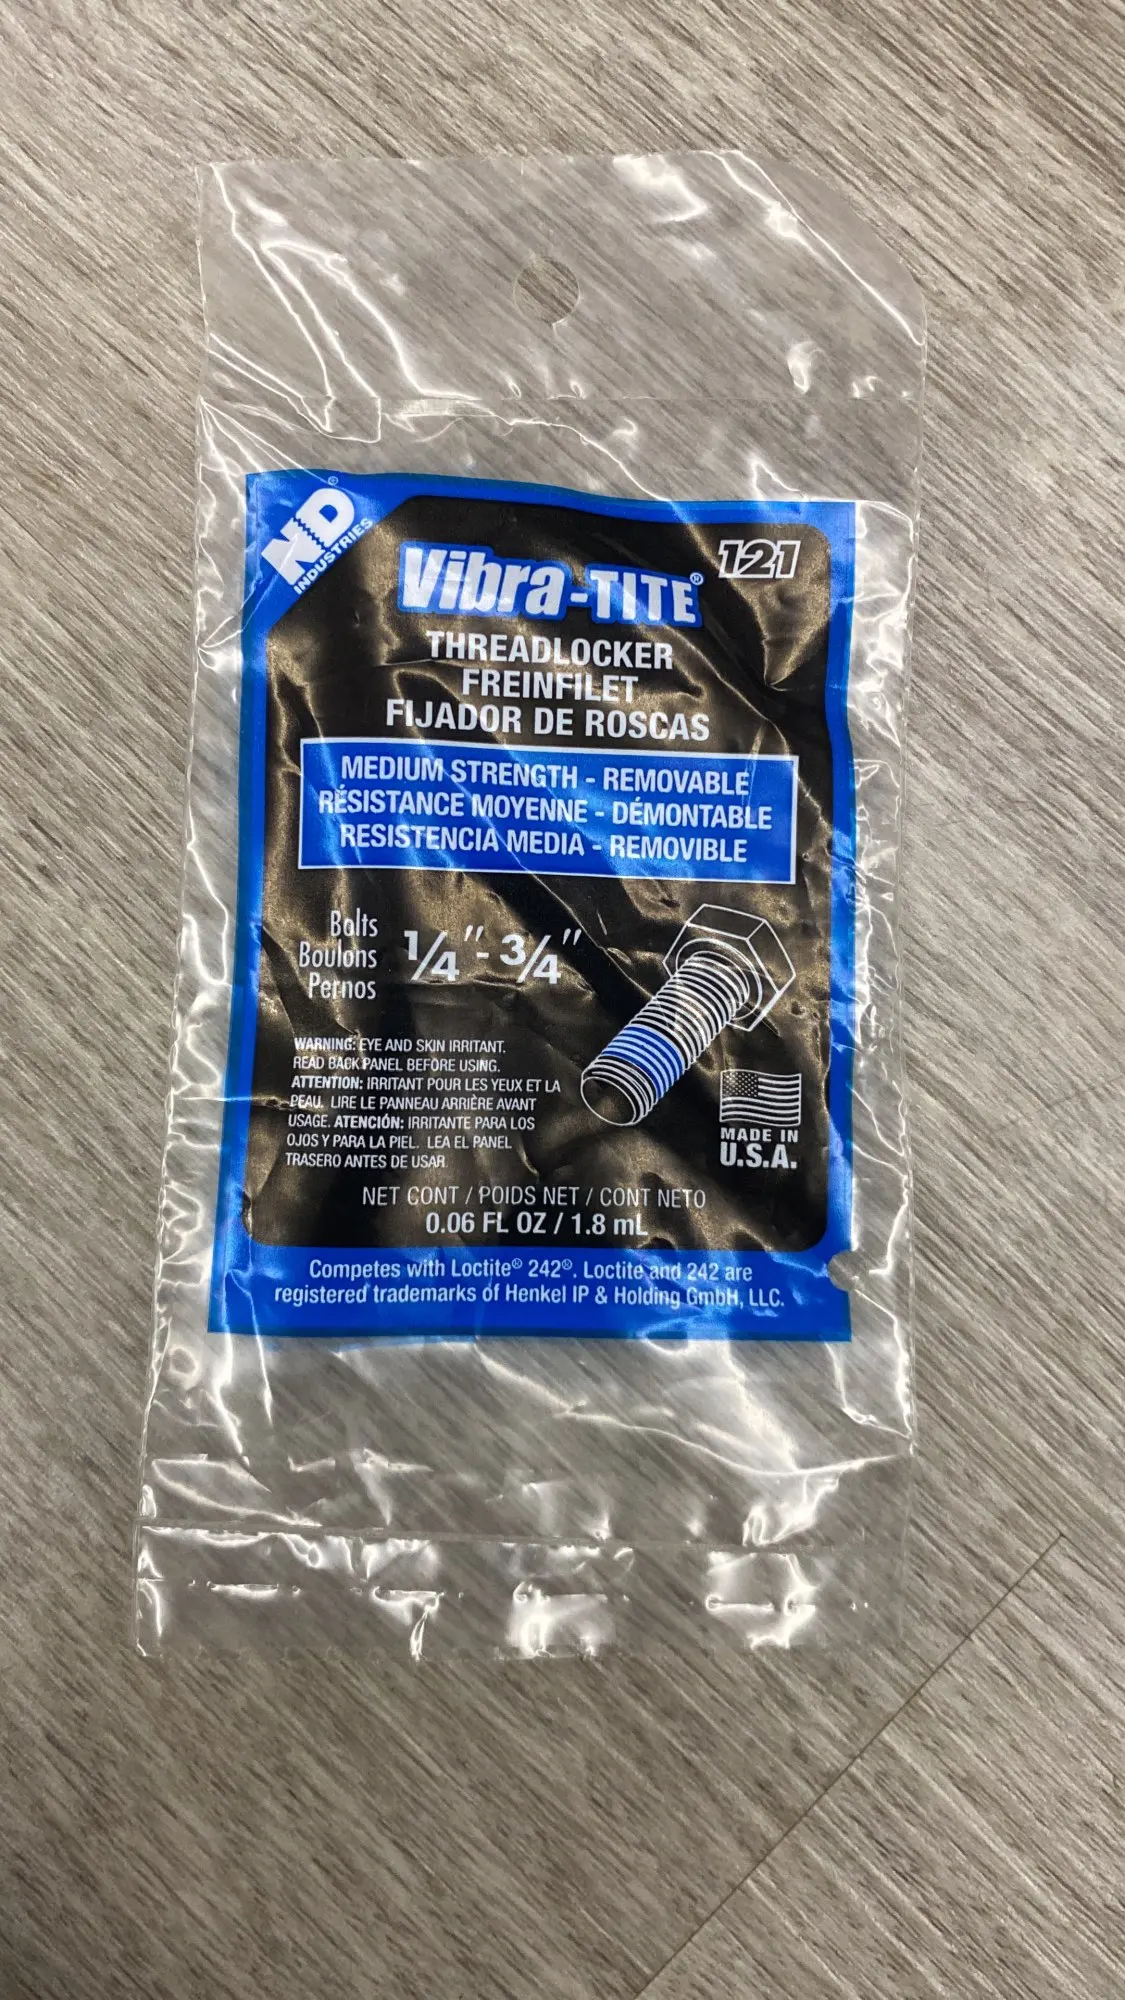 ND®
INDUSTRIES
Vibra-TITE®
121
THREADLOCKER
FREINFILET
FIJADOR DE ROSCAS
MEDIUM STRENGTH - REMOVABLE
RÉSISTANCE MOYENNE - DÉMONTABLE
RESISTENCIA MEDIA - REMOVIBLE
Bolts
Boulons
Pernos
1/4" - 3/4"
WARNING: EYE AND SKIN IRRITANT.
READ BACK PANEL BEFORE USING.
ATTENTION: IRRITANT POUR LES YEUX ET LA
PEAU. LIRE LE PANNEAU ARRIÈRE AVANT
USAGE. ATENCIÓN: IRRITANTE PARA LOS
OJOS Y PARA LA PIEL. LEA EL PANEL
TRASERO ANTES DE USAR
MADE IN
U.S.A.
NET CONT / POIDS NET / CONT NETO
0.06 FL OZ / 1.8 mL
Competes with Loctite® 242®. Loctite and 242 are
registered trademarks of Henkel IP & Holding GmbH, LLC.